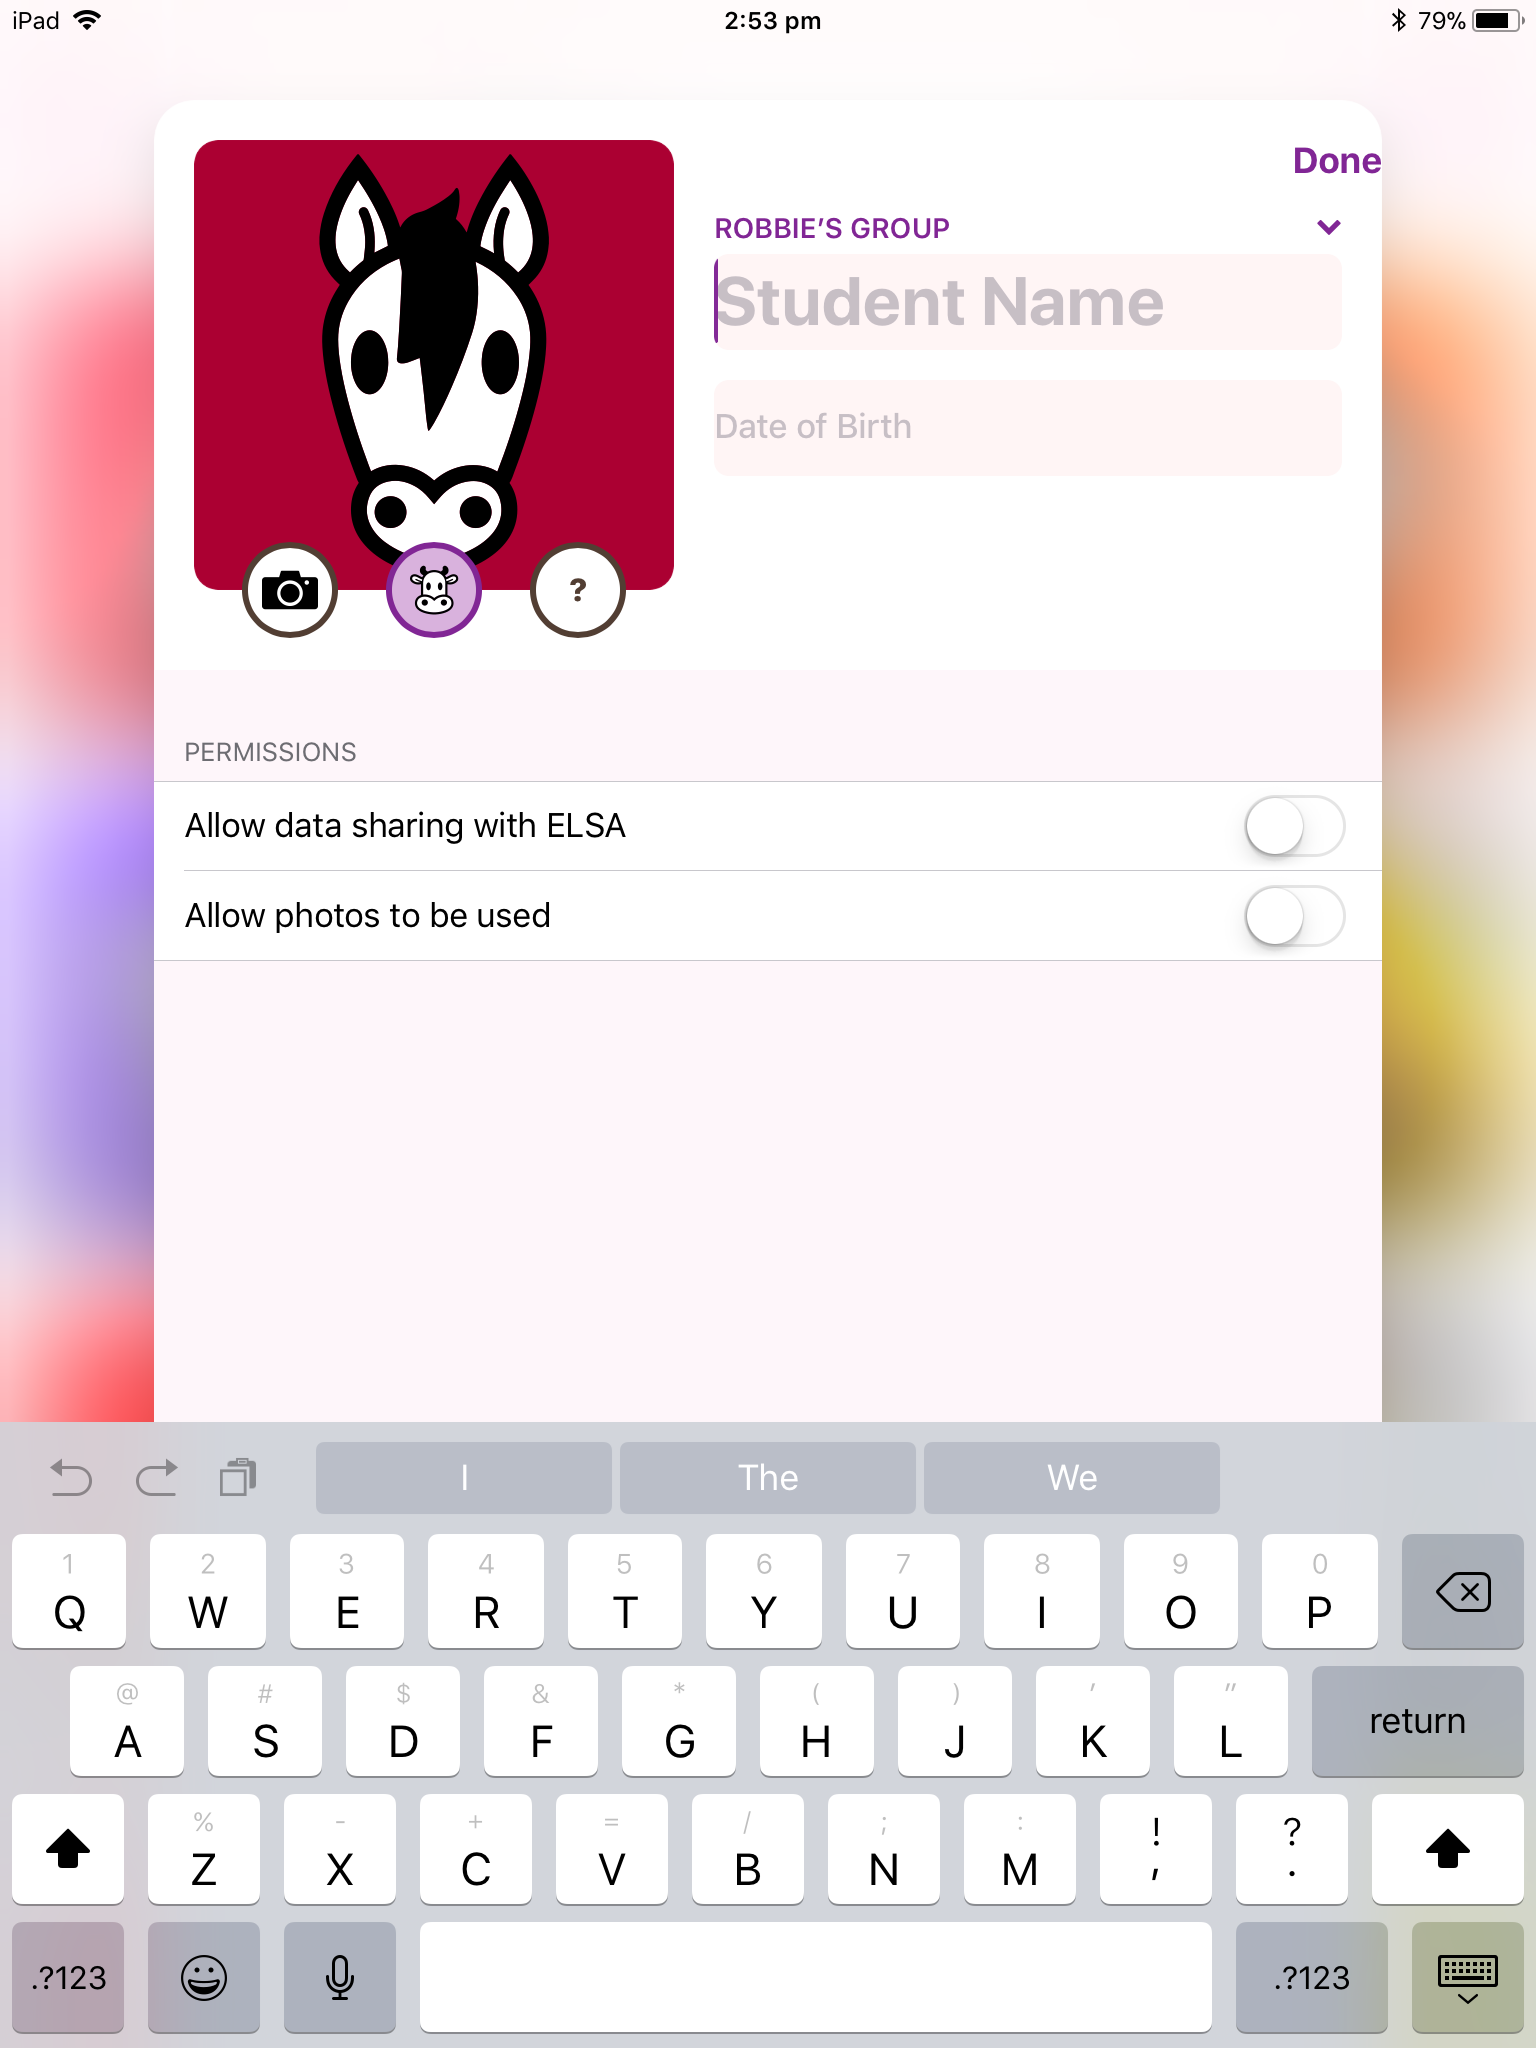 iPad 2:53 pm 79%
Done
ROBBIE’S GROUP
Student Name
Date of Birth
?
PERMISSIONS
Allow data sharing with ELSA
Allow photos to be used
I The We
1 2 3 4 5 6 7 8 9 0
Q W E R T Y U I O P
@ # $ & * ( ) ' "
A S D F G H J K L return
% - + = / ; : ! ?
Z X C V B N M , .
.?123 .?123